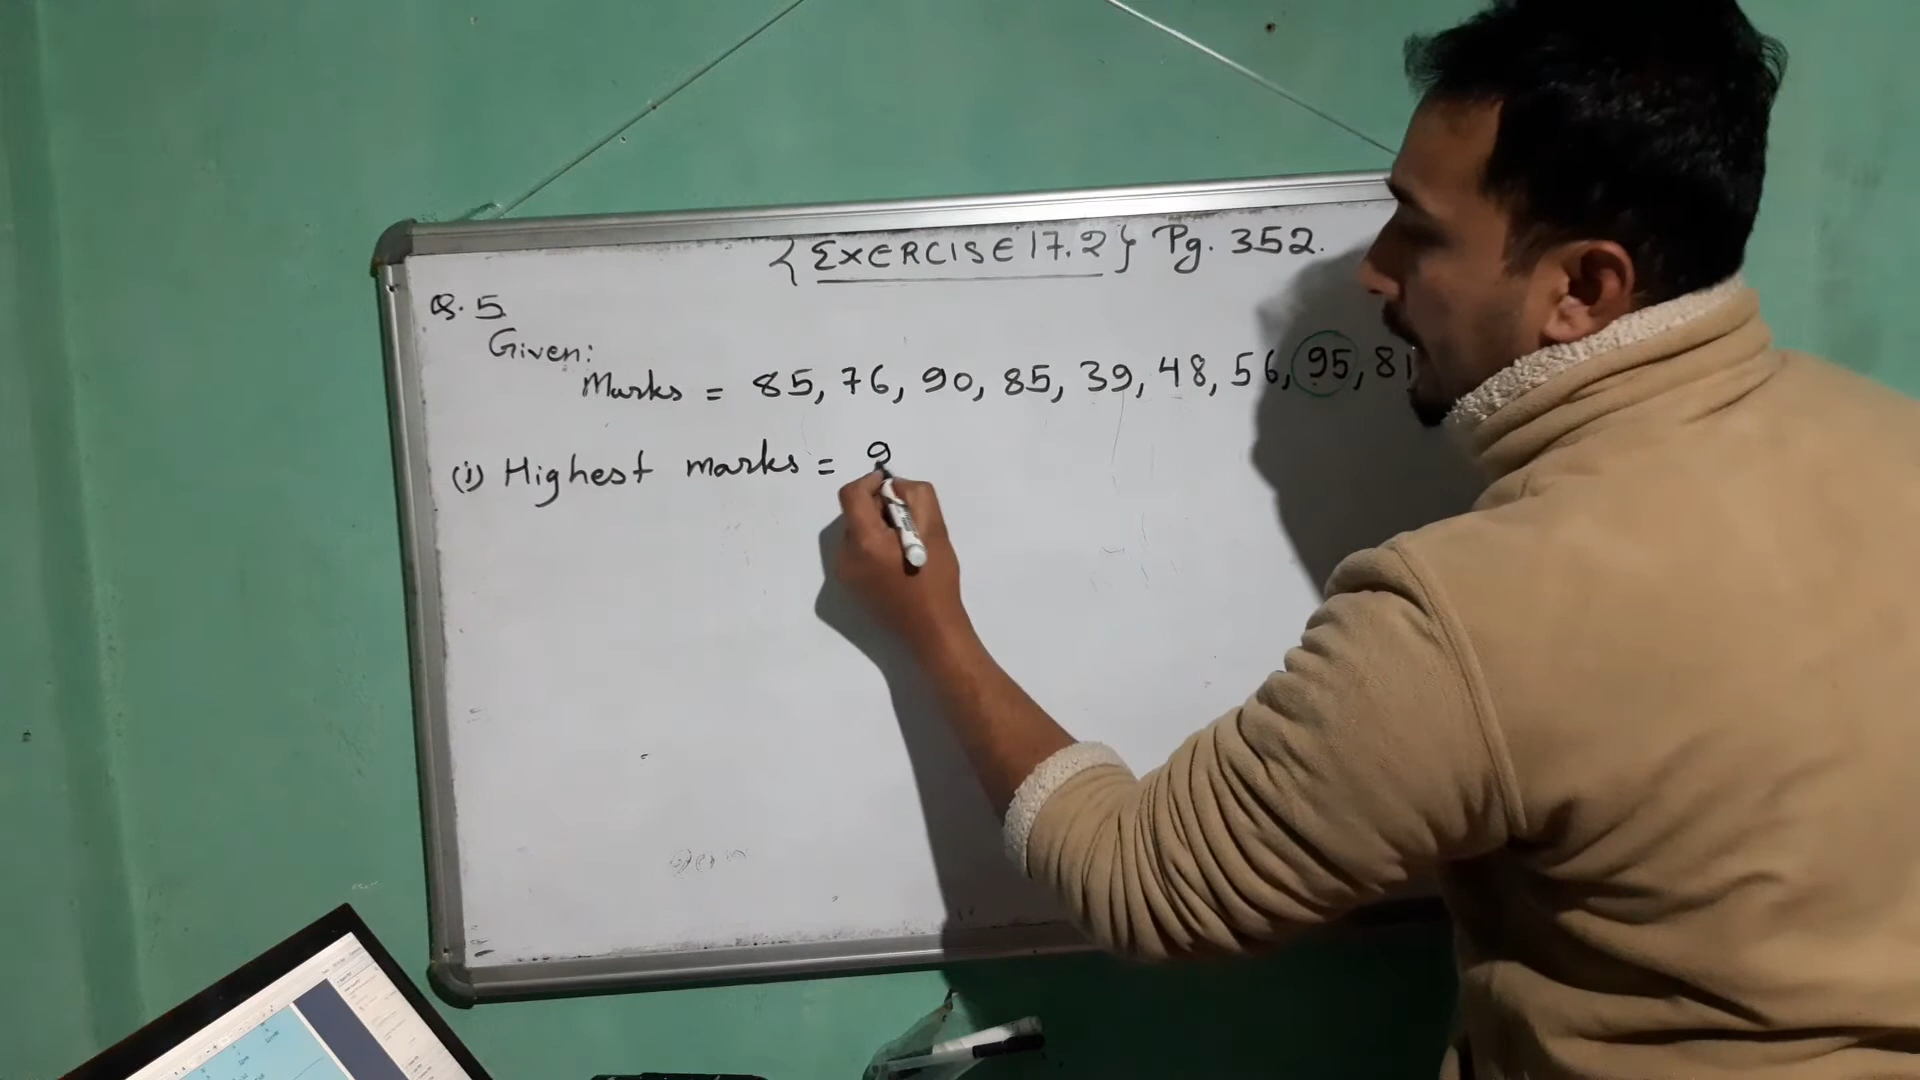 {EXERCISE 17.2} Pg. 352.
Q. 5
Given:
Marks = 85, 76, 90, 85, 39, 48, 56, 95, 81
(i) Highest marks = 9